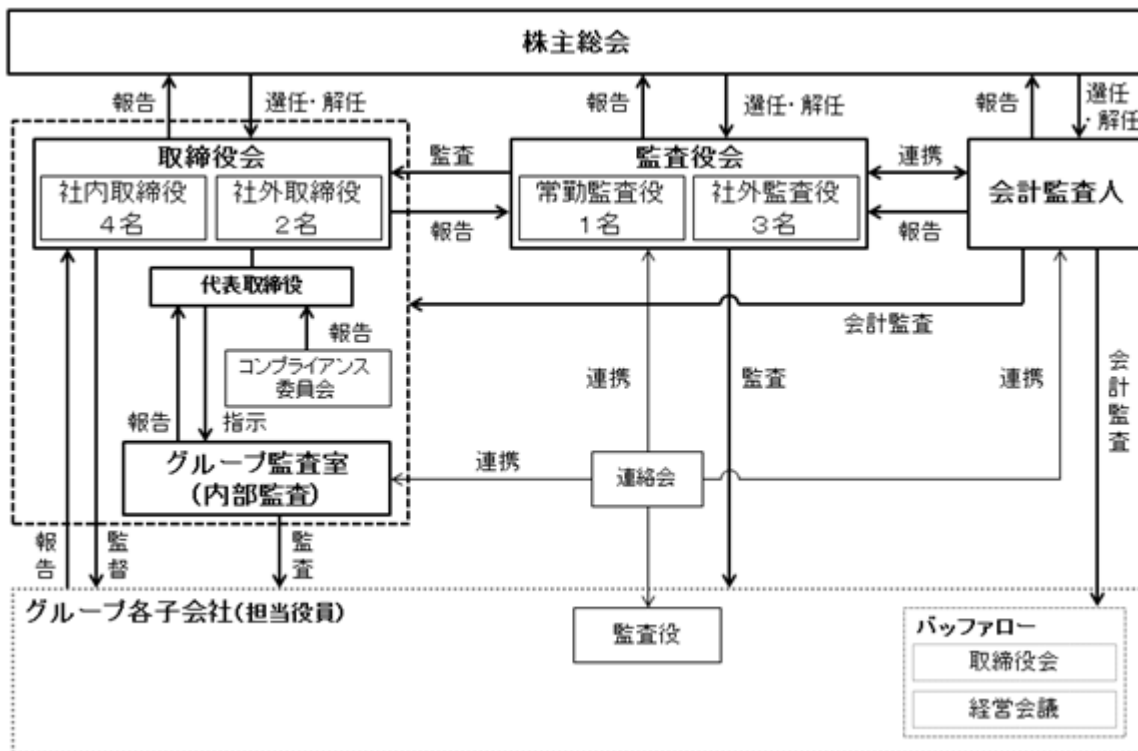 株主総会
報告
選任・解任
報告
選任・解任
報告
選任
・解任
取締役会
社内取締役
4名
社外取締役
2名
監査
報告
監査役会
常勤監査役
1名
社外監査役
3名
連携
報告
会計監査人
代表取締役
報告
コンプライアンス
委員会
会計監査
報告
指示
連携
監査
連携
会計監査
グループ監査室
(内部監査)
連携
連絡会
報告
監督
監査
グループ各子会社(担当役員)
監査役
バッファロー
取締役会
経営会議